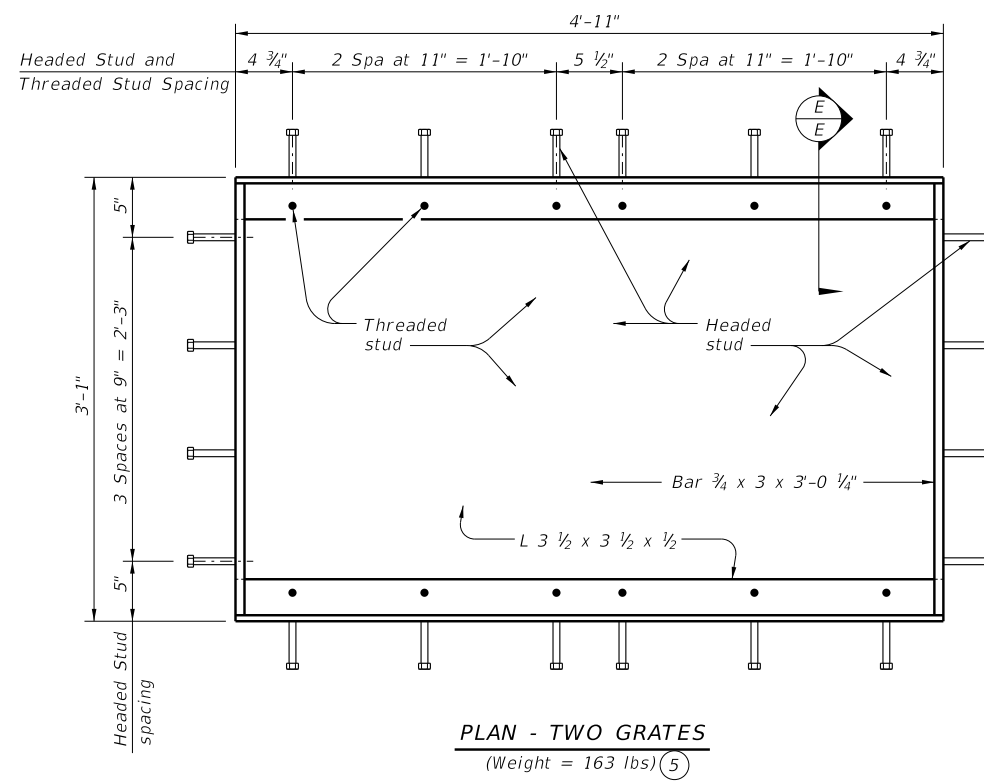 4'-11"
Headed Stud and
Threaded Stud Spacing
4 ¾"
2 Spa at 11" = 1'-10"
5 ½"
2 Spa at 11" = 1'-10"
4 ¾"
E
E
5"
3 Spaces at 9" = 2'-3"
3'-1"
5"
Headed Stud
spacing
Threaded
stud
Headed
stud
Bar ¾ x 3 x 3'-0 ¼"
L 3 ½ x 3 ½ x ½
PLAN - TWO GRATES
(Weight = 163 lbs) 5